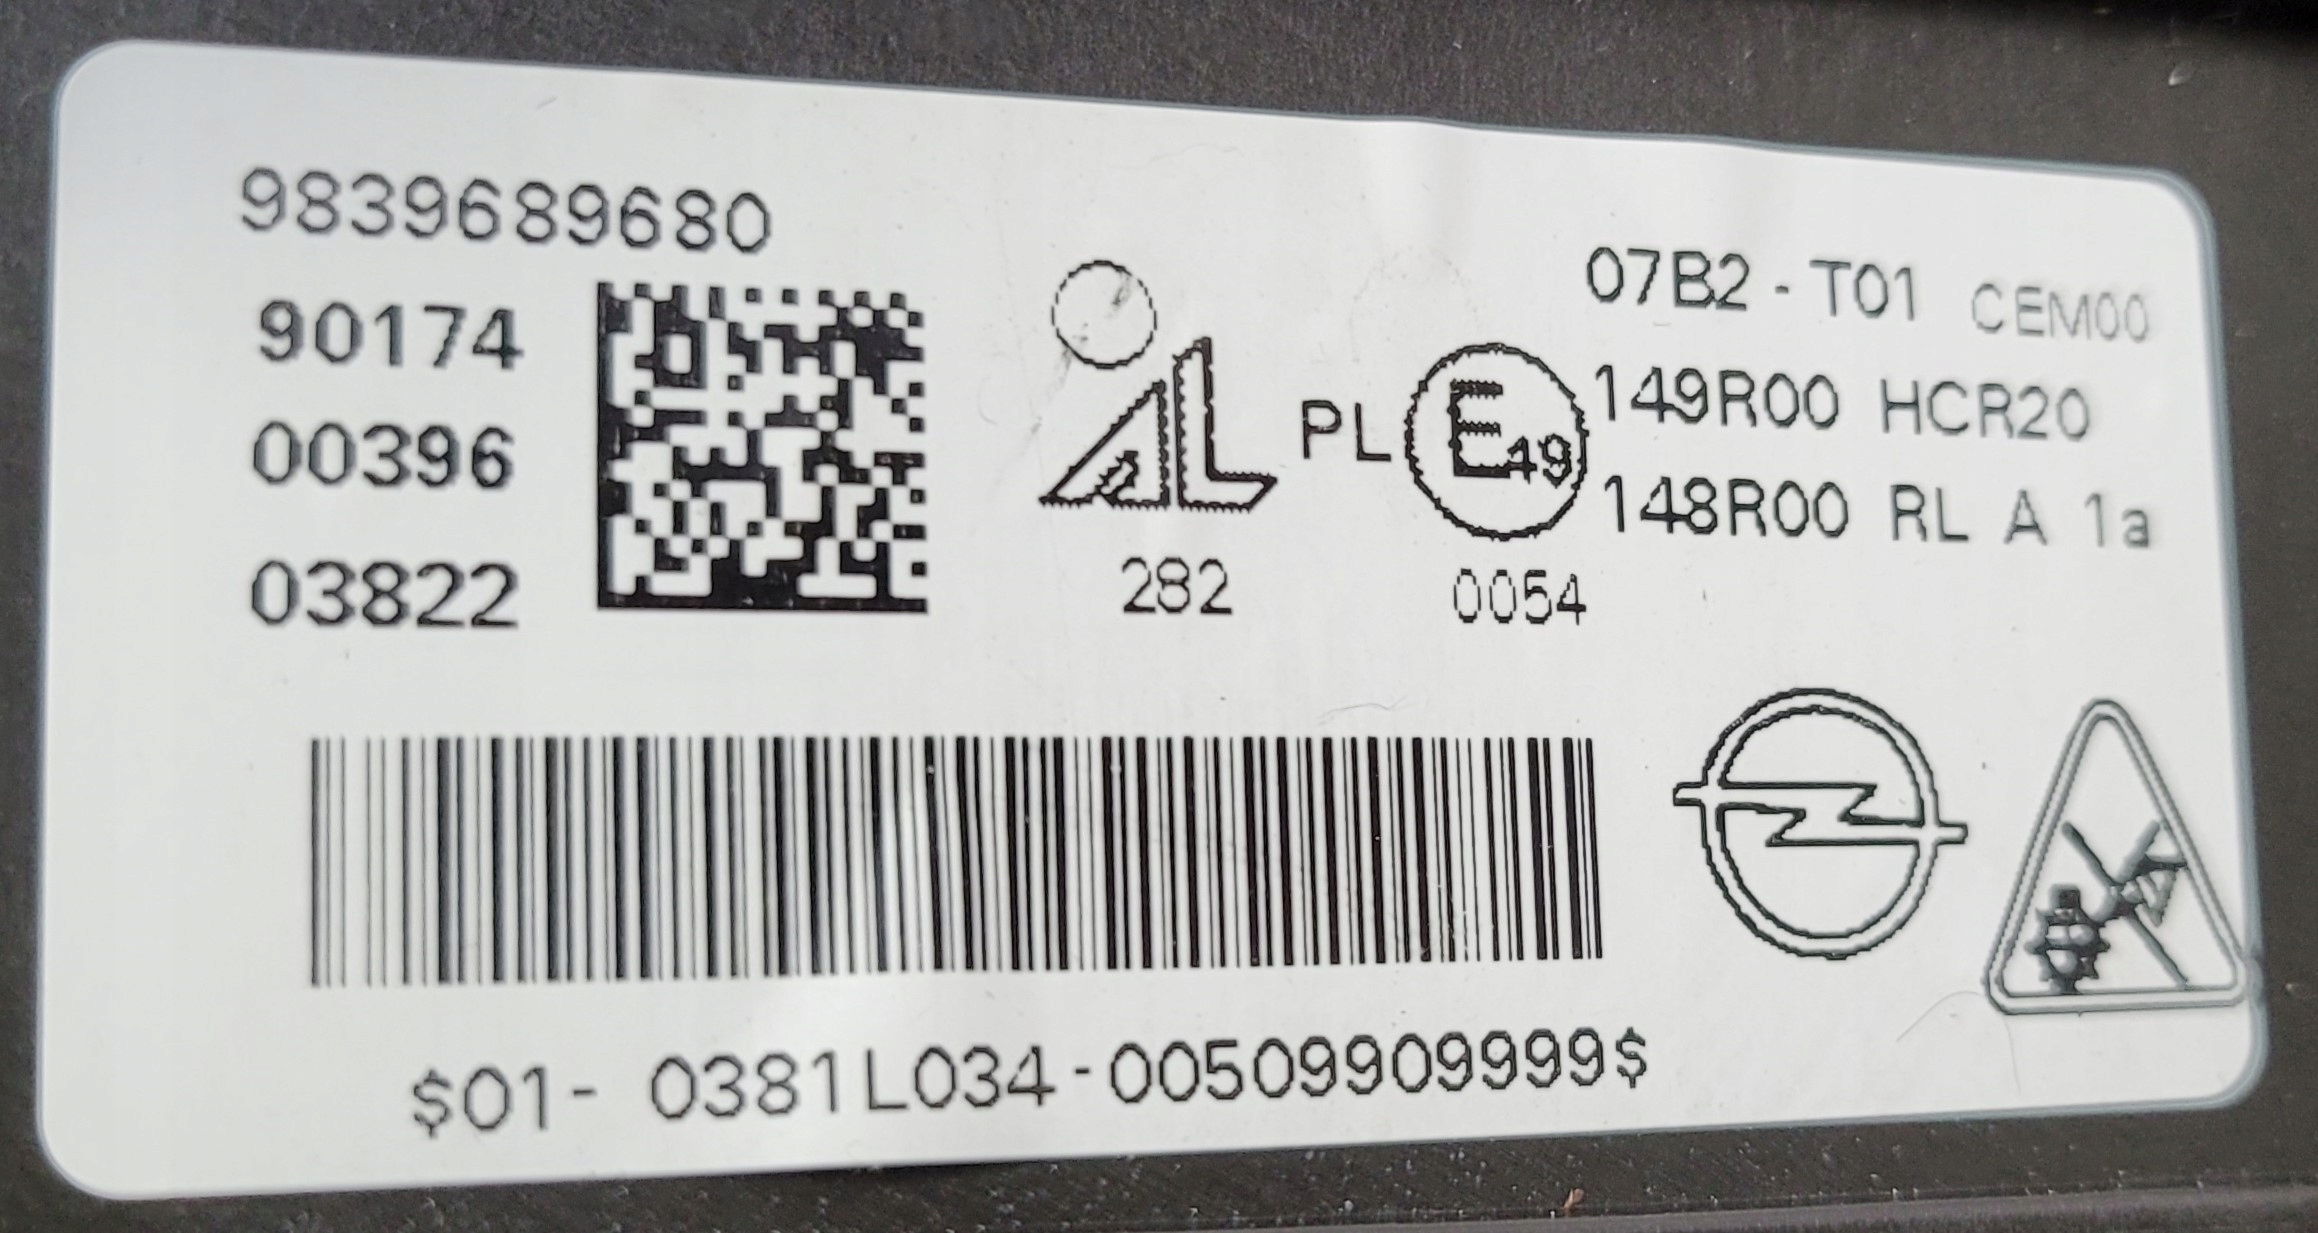 9839689680
90174
00396
03822
AL
282
PL
E49
0054
07B2 - T01 CEM00
149R00 HCR20
148R00 RL A 1a
$01- 0381L034-00509909999$